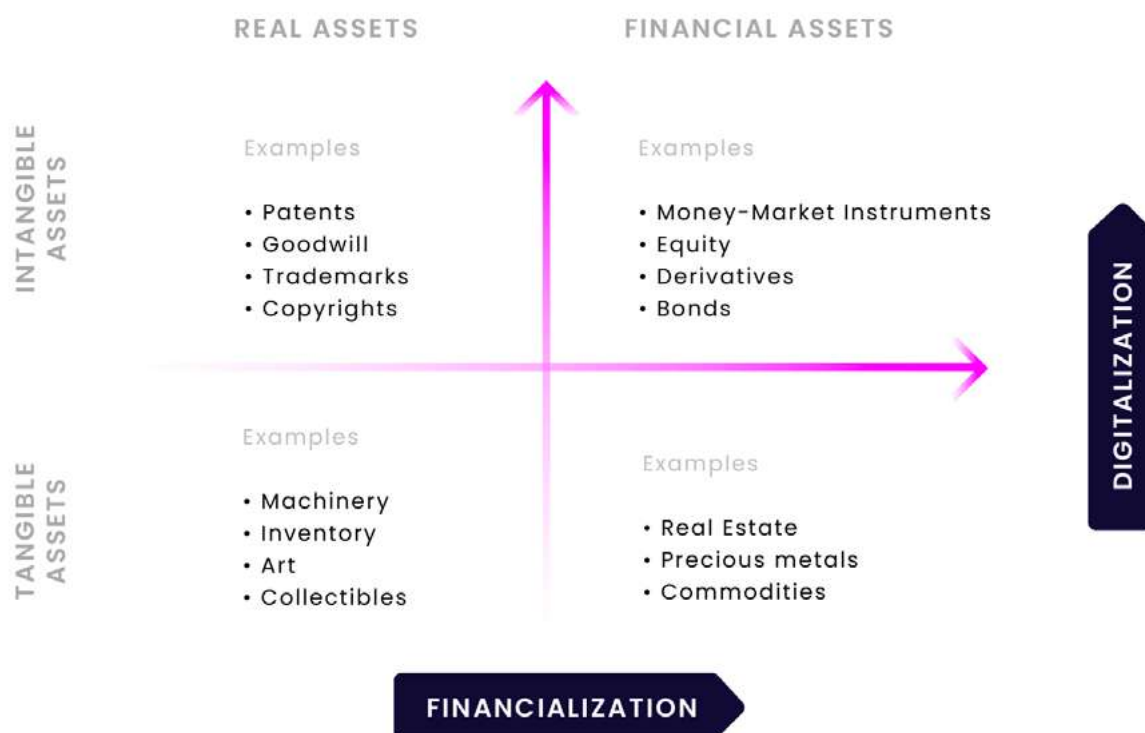 REAL ASSETS
FINANCIAL ASSETS
INTANGIBLE
ASSETS
Examples
• Patents
• Goodwill
• Trademarks
• Copyrights
Examples
• Money-Market Instruments
• Equity
• Derivatives
• Bonds
TANGIBLE
ASSETS
Examples
• Machinery
• Inventory
• Art
• Collectibles
Examples
• Real Estate
• Precious metals
• Commodities
DIGITALIZATION
FINANCIALIZATION